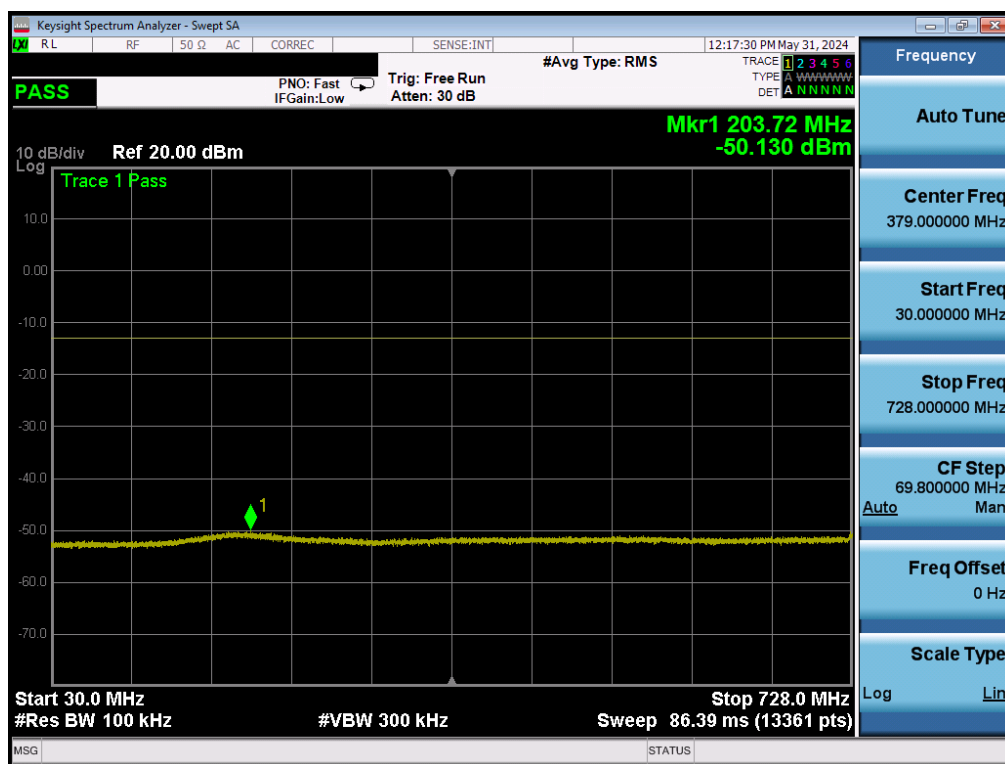 Keysight Spectrum Analyzer - Swept SA
LXI RL RF 50 Ω AC CORREC SENSE:INT 12:17:30 PM May 31, 2024
PASS
PNO: Fast
IFGain:Low
Trig: Free Run
Atten: 30 dB
#Avg Type: RMS
TRACE 1 2 3 4 5 6
TYPE A WWWWW
DET A N N N N N
Mkr1 203.72 MHz
-50.130 dBm
10 dB/div Ref 20.00 dBm
Log
Trace 1 Pass
10.0
0.00
-10.0
-20.0
-30.0
-40.0
1
-50.0
-60.0
-70.0
Start 30.0 MHz Stop 728.0 MHz
#Res BW 100 kHz #VBW 300 kHz Sweep 86.39 ms (13361 pts)
MSG STATUS
Frequency
Auto Tune
Center Freq
379.000000 MHz
Start Freq
30.000000 MHz
Stop Freq
728.000000 MHz
CF Step
69.800000 MHz
Auto Man
Freq Offset
0 Hz
Scale Type
Log Lin